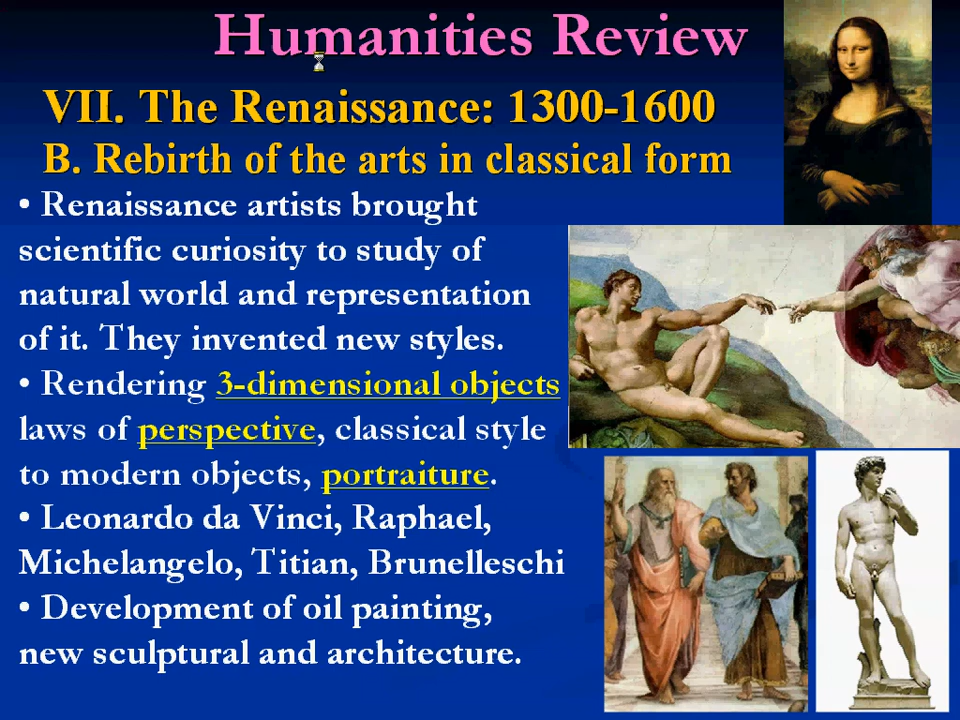 Humanities Review
VII. The Renaissance: 1300-1600
B. Rebirth of the arts in classical form
• Renaissance artists brought
scientific curiosity to study of
natural world and representation
of it. They invented new styles.
• Rendering 3-dimensional objects
laws of perspective, classical style
to modern objects, portraiture.
• Leonardo da Vinci, Raphael,
Michelangelo, Titian, Brunelleschi
• Development of oil painting,
new sculptural and architecture.